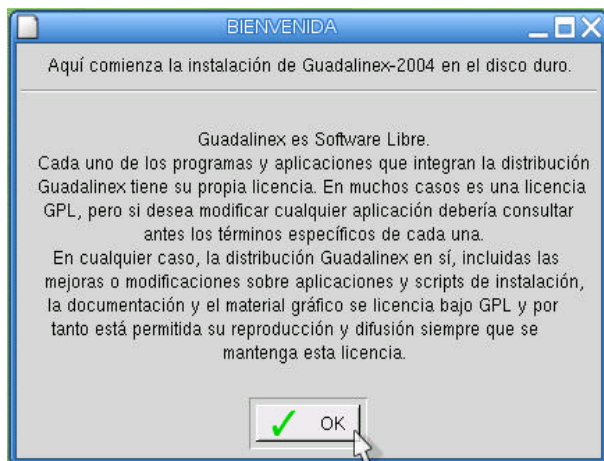 BIENVENIDA
Aquí comienza la instalación de Guadalinex-2004 en el disco duro.
Guadalinex es Software Libre.
Cada uno de los programas y aplicaciones que integran la distribución
Guadalinex tiene su propia licencia. En muchos casos es una licencia
GPL, pero si desea modificar cualquier aplicación debería consultar
antes los términos específicos de cada una.
En cualquier caso, la distribución Guadalinex en sí, incluidas las
mejoras o modificaciones sobre aplicaciones y scripts de instalación,
la documentación y el material gráfico se licencia bajo GPL y por
tanto está permitida su reproducción y difusión siempre que se
mantenga esta licencia.
OK